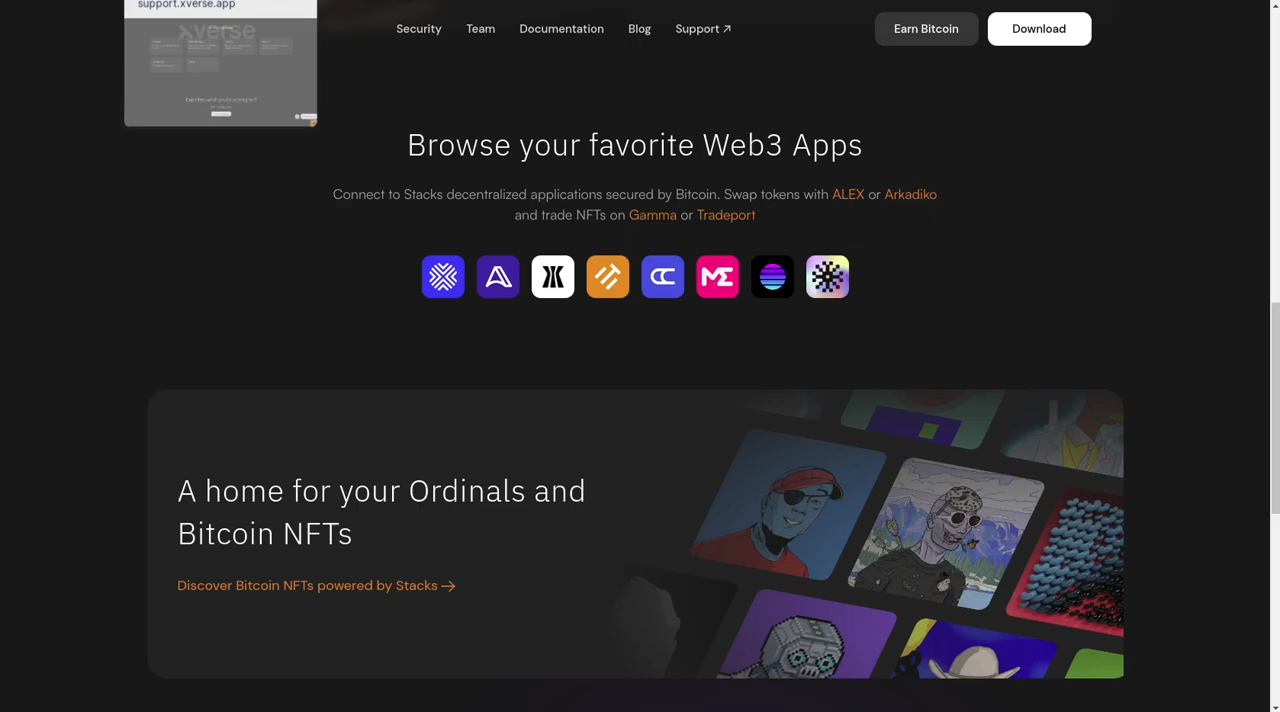 support.xverse.app
xverse
Security Team Documentation Blog Support ↗ Earn Bitcoin Download
Browse your favorite Web3 Apps
Connect to Stacks decentralized applications secured by Bitcoin. Swap tokens with ALEX or Arkadiko
and trade NFTs on Gamma or Tradeport
A home for your Ordinals and
Bitcoin NFTs
Discover Bitcoin NFTs powered by Stacks →